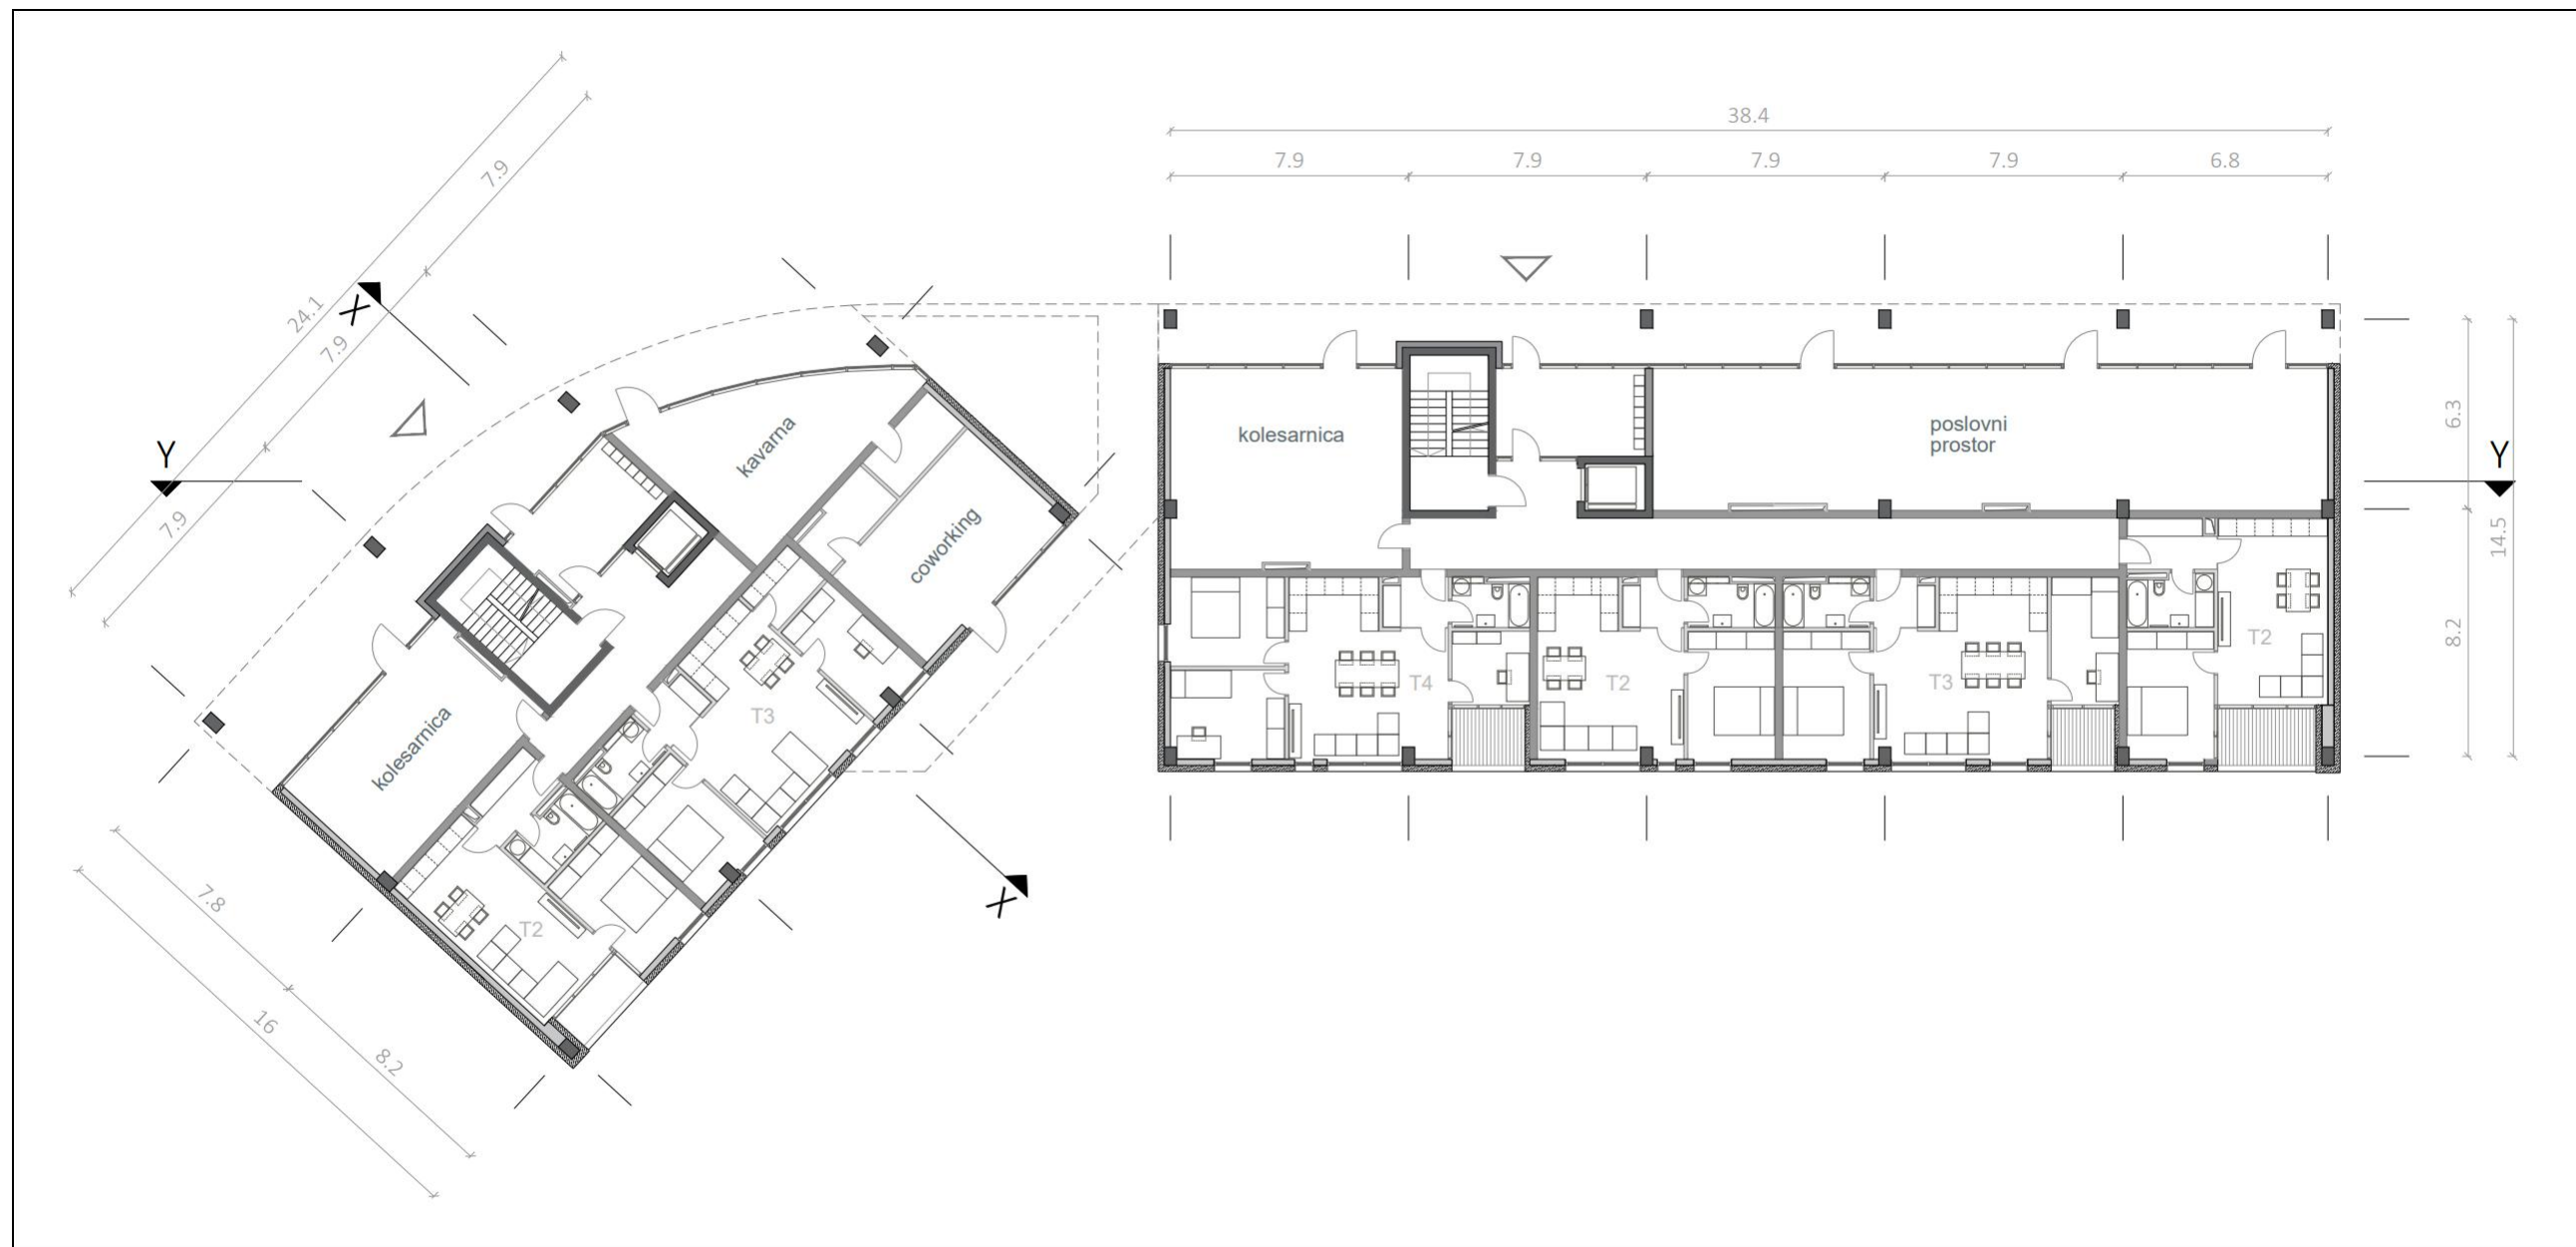 38.4
7.9
7.9
7.9
7.9
6.8
7.9
24.1
7.9
7.9
X
Y
kavarna
coworking
kolesarnica
T3
T2
7.8
16
8.2
X
kolesarnica
poslovni
prostor
T4
T2
T3
T2
6.3
Y
14.5
8.2